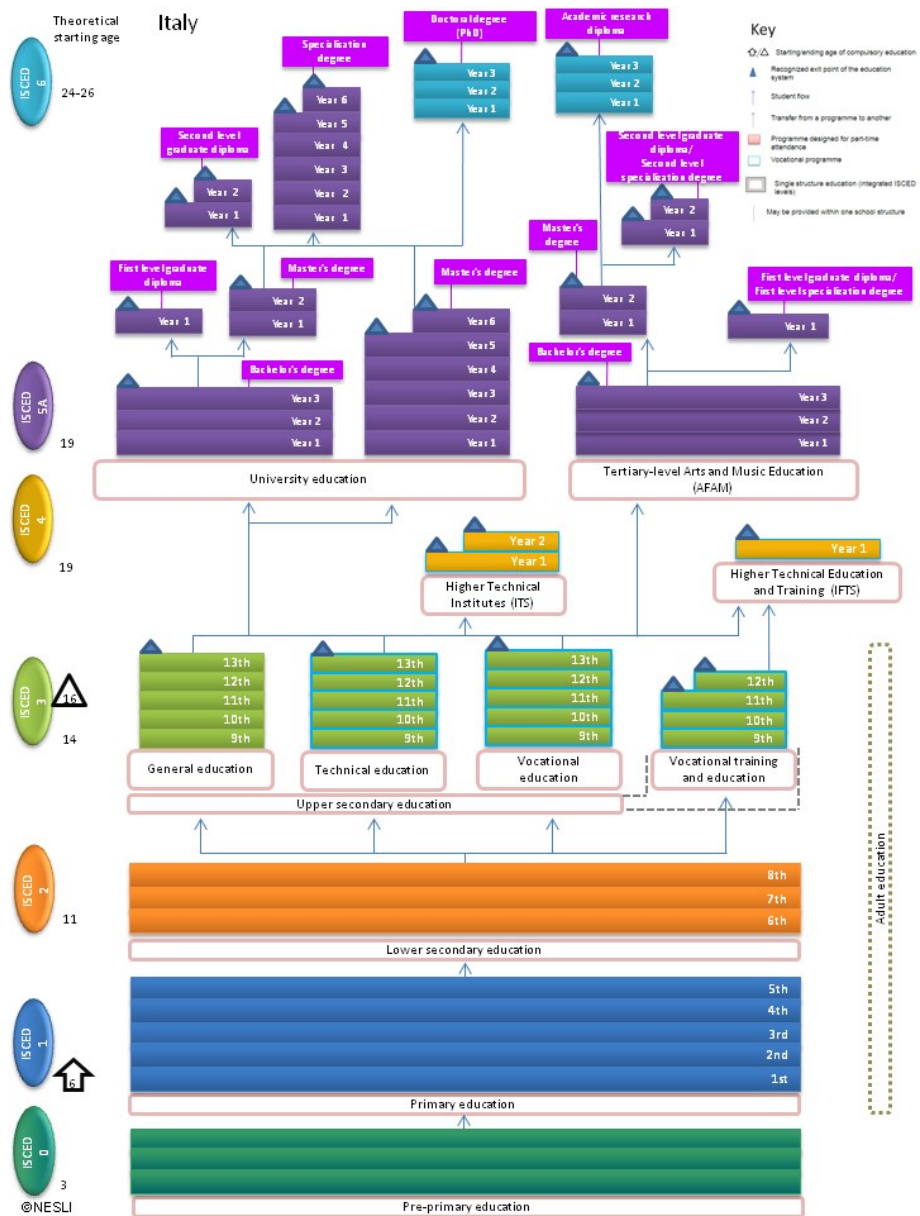 Theoretical
starting age
Italy
Key
Starting/ending age of compulsory education
Recognized exit point of the education
system
Student flow
Transfer from a programme to another
Programme designed for part-time
attendance
Vocational programme
Single structure education (integrated ISCED
levels)
May be provided within one school structure
ISCED
6
24-26
Doctoral degree
(PhD)
Year 3
Year 2
Year 1
Academic research
diploma
Year 3
Year 2
Year 1
Specialisation
degree
Year 6
Year 5
Year 4
Year 3
Year 2
Year 1
Second level
graduate diploma
Year 2
Year 1
Second level graduate
diploma/
Second level
specialisation degree
Year 2
Year 1
First level graduate
diploma
Year 1
Master's degree
Year 2
Year 1
Master's degree
Year 6
Year 5
Year 4
Year 3
Year 2
Year 1
Master's
degree
Year 2
Year 1
First level graduate diploma/
First level specialisation degree
Year 1
ISCED
5A
19
Bachelor's degree
Year 3
Year 2
Year 1
Bachelor's degree
Year 3
Year 2
Year 1
University education
Tertiary-level Arts and Music Education
(AFAM)
ISCED
4
19
Year 2
Year 1
Higher Technical
Institutes (ITS)
Year 1
Higher Technical Education
and Training (IFTS)
ISCED
3
16
14
13th
12th
11th
10th
9th
General education
13th
12th
11th
10th
9th
Technical education
13th
12th
11th
10th
9th
Vocational
education
12th
11th
10th
9th
Vocational training
and education
Upper secondary education
Adult education
ISCED
2
11
8th
7th
6th
Lower secondary education
ISCED
1
6
5th
4th
3rd
2nd
1st
Primary education
ISCED
0
3
Pre-primary education
©NESLI